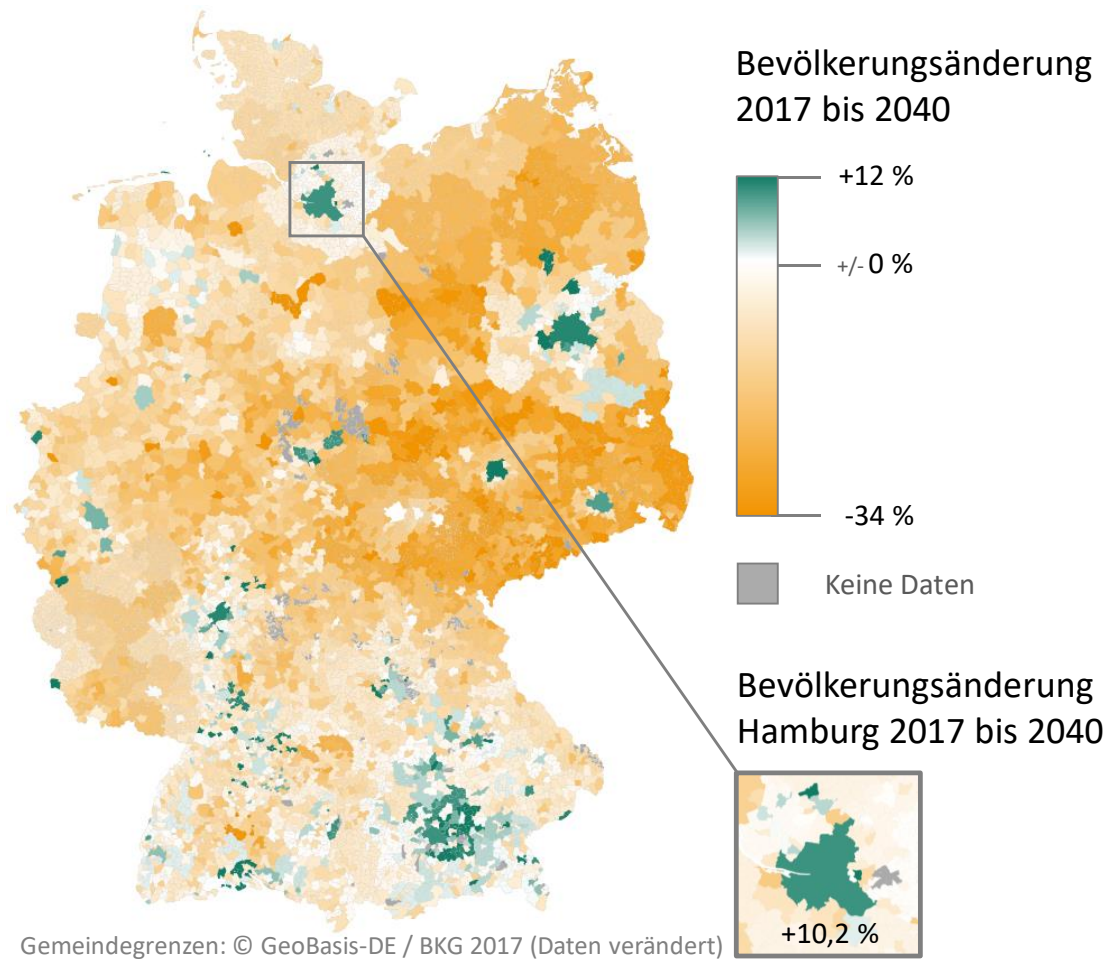 Bevölkerungsänderung
2017 bis 2040
+12 %
+/- 0 %
-34 %
Keine Daten
Bevölkerungsänderung
Hamburg 2017 bis 2040
+10,2 %
Gemeindegrenzen: © GeoBasis-DE / BKG 2017 (Daten verändert)